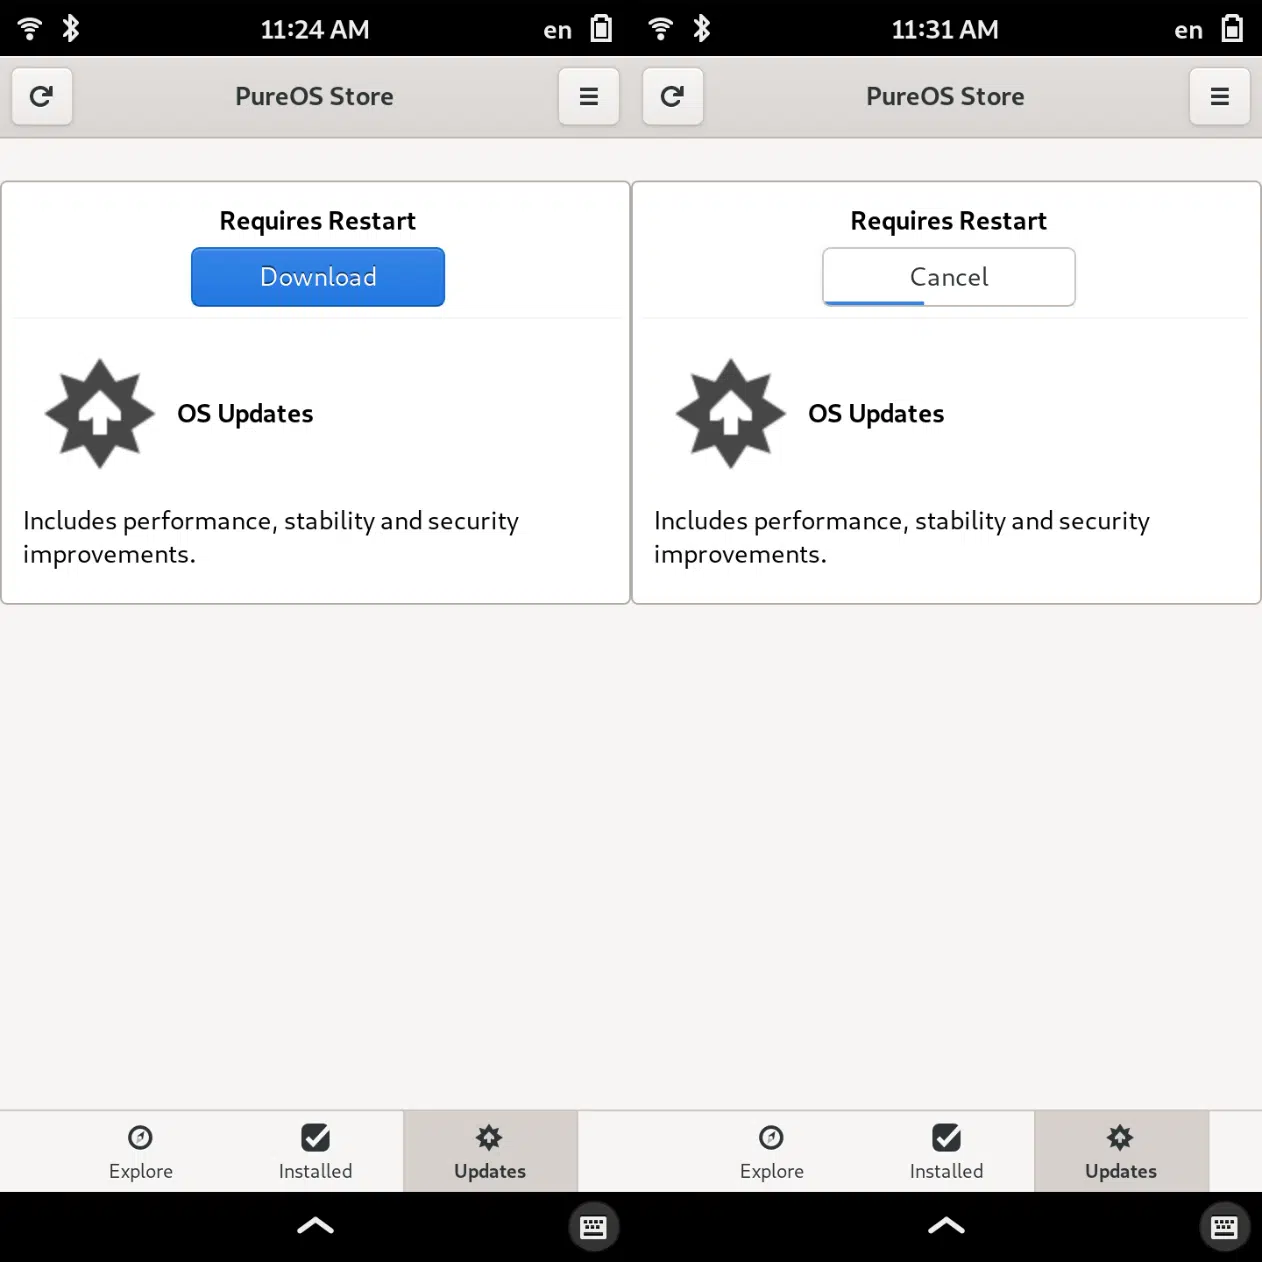 11:24 AM
en
PureOS Store
Requires Restart
Download
OS Updates
Includes performance, stability and security
improvements.
Explore
Installed
Updates
11:31 AM
en
PureOS Store
Requires Restart
Cancel
OS Updates
Includes performance, stability and security
improvements.
Explore
Installed
Updates